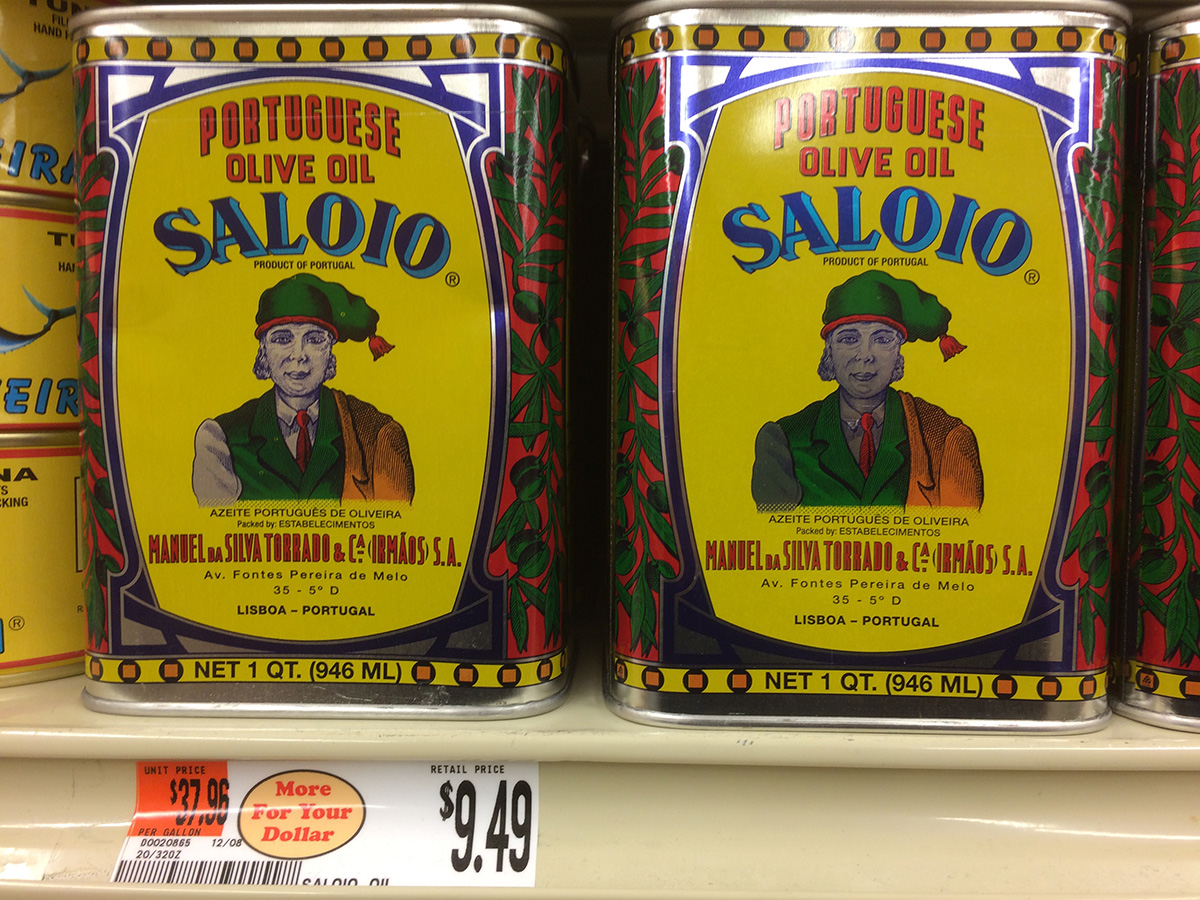 PORTUGUESE
OLIVE OIL
SALOIO
®
PRODUCT OF PORTUGAL
AZEITE PORTUGUÊS DE OLIVEIRA
Packed by: ESTABELECIMENTOS
MANUEL DA SILVA TORRADO & CA (IRMÃOS) S.A.
Av. Fontes Pereira de Melo
35 - 5º D
LISBOA – PORTUGAL
NET 1 QT. (946 ML)
PORTUGUESE
OLIVE OIL
SALOIO
®
PRODUCT OF PORTUGAL
AZEITE PORTUGUÊS DE OLIVEIRA
Packed by: ESTABELECIMENTOS
MANUEL DA SILVA TORRADO & CA (IRMÃOS) S.A.
Av. Fontes Pereira de Melo
35 - 5º D
LISBOA – PORTUGAL
NET 1 QT. (946 ML)
®
UNIT PRICE
$37.96
PER GALLON
D0020865 12/08
20/32OZ
More
For Your
Dollar
RETAIL PRICE
$9.49
SALOIO OIL